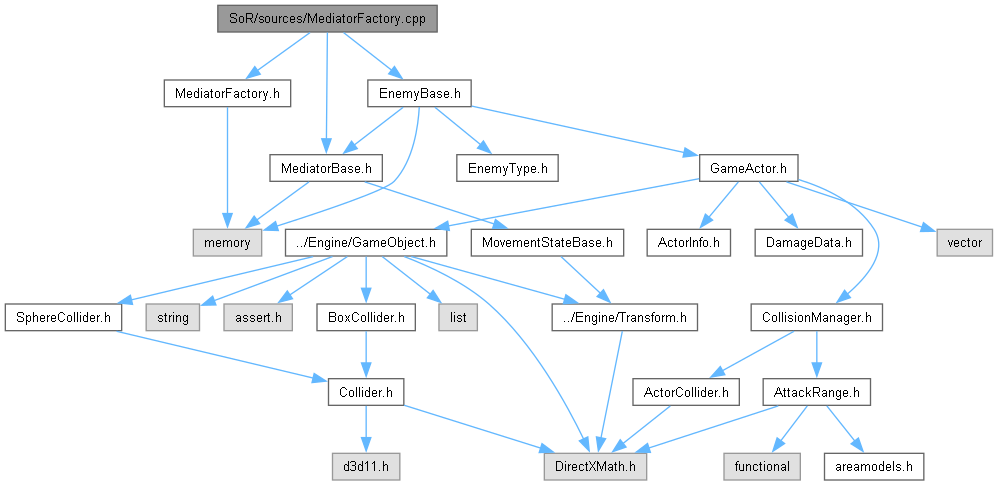 SoR/sources/MediatorFactory.cpp
MediatorFactory.h
EnemyBase.h
MediatorBase.h
EnemyType.h
GameActor.h
memory
../Engine/GameObject.h
MovementStateBase.h
ActorInfo.h
DamageData.h
vector
SphereCollider.h
string
assert.h
BoxCollider.h
list
../Engine/Transform.h
CollisionManager.h
Collider.h
ActorCollider.h
AttackRange.h
d3d11.h
DirectXMath.h
functional
areamodels.h